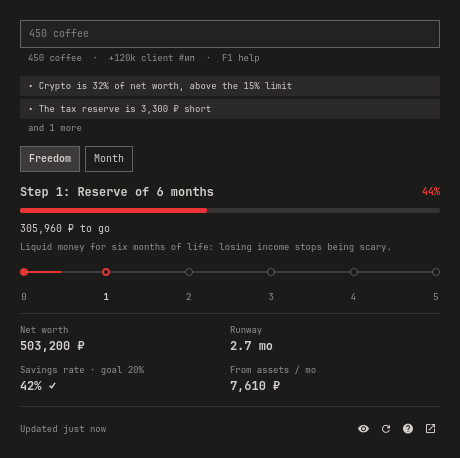 450 coffee
450 coffee · +120k client #ип · F1 help
• Crypto is 32% of net worth, above the 15% limit
• The tax reserve is 3,300 ₽ short
and 1 more
Freedom Month
Step 1: Reserve of 6 months 44%
305,960 ₽ to go
Liquid money for six months of life: losing income stops being scary.
0 1 2 3 4 5
Net worth Runway
503,200 ₽ 2.7 mo
Savings rate · goal 20% From assets / mo
42% ✓ 7,610 ₽
Updated just now